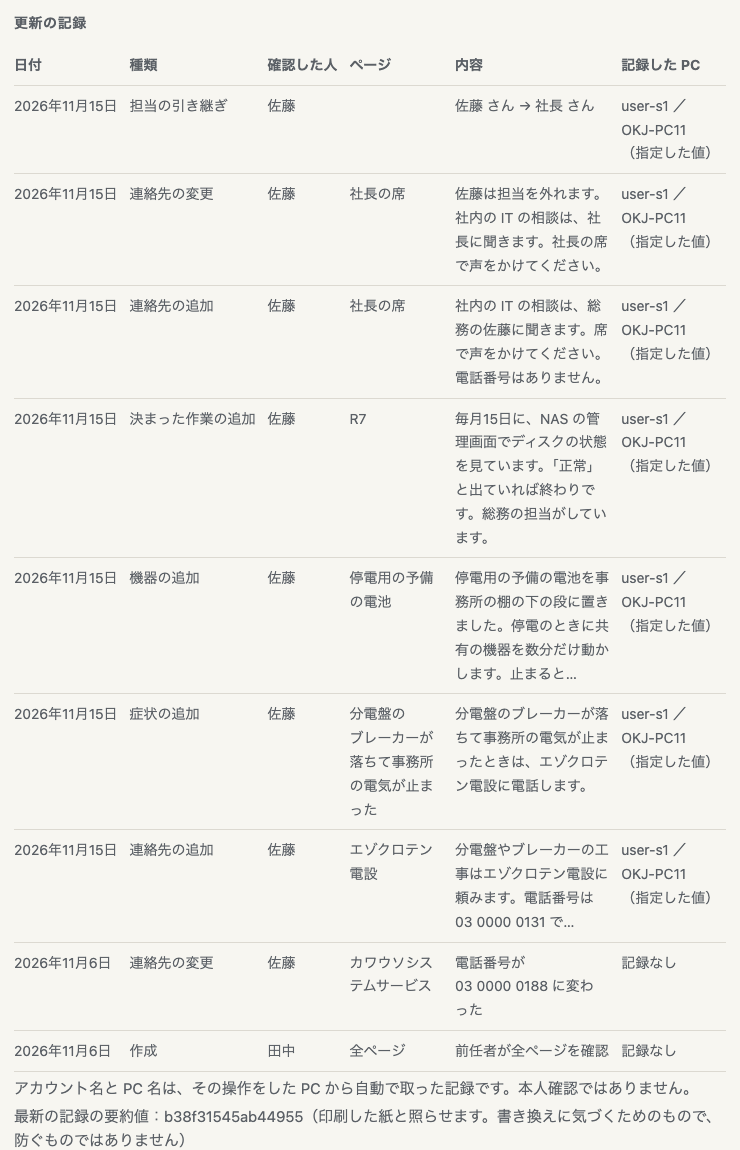 更新の記録
日付 種類 確認した人 ページ 内容 記録した PC
2026年11月15日 担当の引き継ぎ 佐藤 佐藤 さん → 社長 さん user-s1 ／
OKJ-PC11
（指定した値）
2026年11月15日 連絡先の変更 佐藤 社長の席 佐藤は担当を外れます。 user-s1 ／
社内の IT の相談は、社 OKJ-PC11
長に聞きます。社長の席 （指定した値）
で声をかけてください。
2026年11月15日 連絡先の追加 佐藤 社長の席 社内の IT の相談は、総 user-s1 ／
務の佐藤に聞きます。席 OKJ-PC11
で声をかけてください。 （指定した値）
電話番号はありません。
2026年11月15日 決まった作業の追加 佐藤 R7 毎月15日に、NAS の管 user-s1 ／
理画面でディスクの状態 OKJ-PC11
を見ています。「正常」 （指定した値）
と出ていれば終わりで
す。総務の担当がしてい
ます。
2026年11月15日 機器の追加 佐藤 停電用の予備 停電用の予備の電池を事 user-s1 ／
の電池 務所の棚の下の段に置き OKJ-PC11
ました。停電のときに共 （指定した値）
有の機器を数分だけ動か
します。止まると…
2026年11月15日 症状の追加 佐藤 分電盤の 分電盤のブレーカーが落 user-s1 ／
ブレーカーが ちて事務所の電気が止ま OKJ-PC11
落ちて事務所 ったときは、エゾクロテ （指定した値）
の電気が止ま ン電設に電話します。
った
2026年11月15日 連絡先の追加 佐藤 エゾクロテン 分電盤やブレーカーの工 user-s1 ／
電設 事はエゾクロテン電設に OKJ-PC11
頼みます。電話番号は （指定した値）
03 0000 0131 で…
2026年11月6日 連絡先の変更 佐藤 カワウソシス 電話番号が 記録なし
テムサービス 03 0000 0188 に変わ
った
2026年11月6日 作成 田中 全ページ 前任者が全ページを確認 記録なし
アカウント名と PC 名は、その操作をした PC から自動で取った記録です。本人確認ではありません。
最新の記録の要約値：b38f31545ab44955（印刷した紙と照らせます。書き換えに気づくためのもので、
防ぐものではありません）